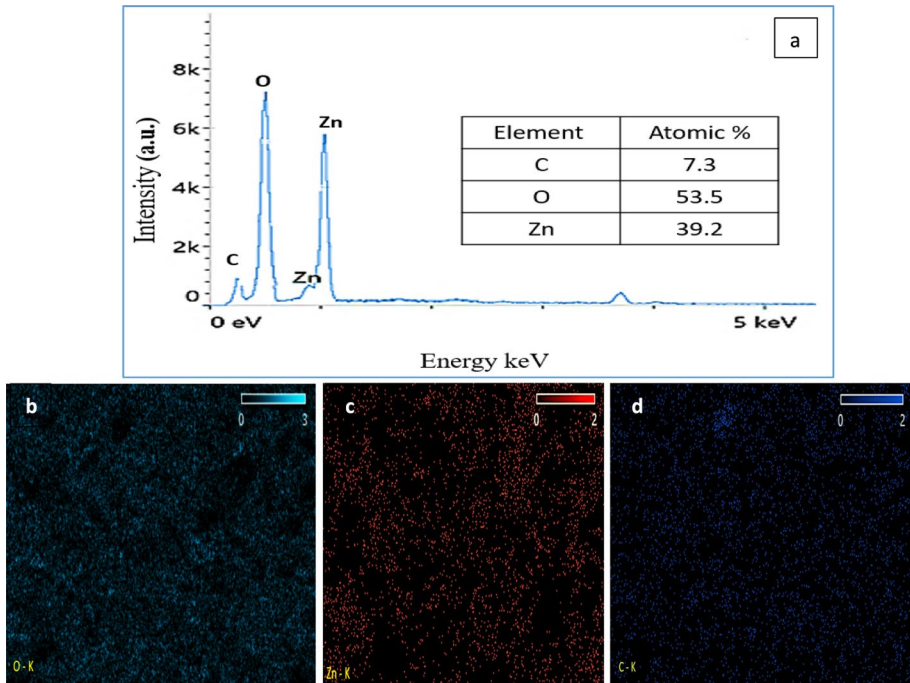 a
8k
6k
4k
2k
0
Intensity (a.u.)
C
O
Zn
Zn
0 eV
5 keV
Energy keV
Element Atomic %
C 7.3
O 53.5
Zn 39.2
b
0 3
O - K
c
0 2
Zn - K
d
0 2
C - K